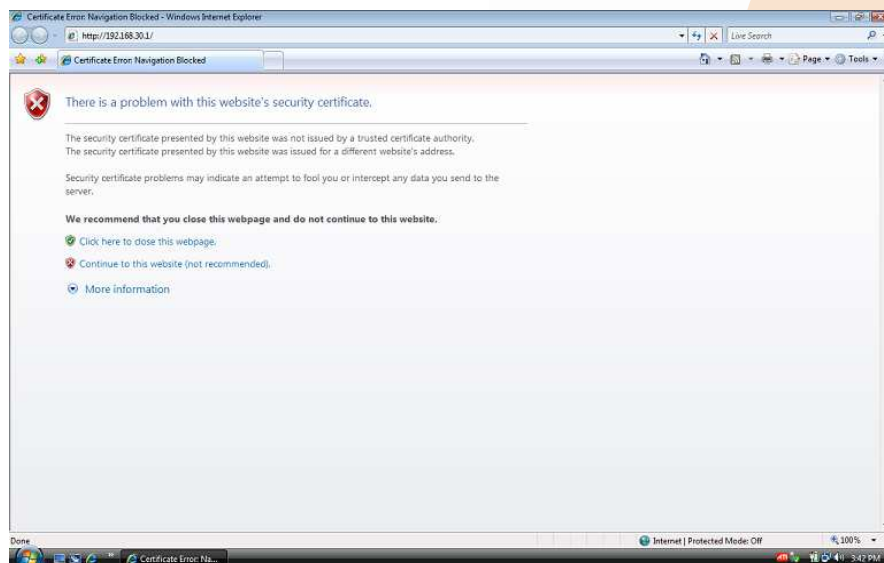 Certificate Error: Navigation Blocked - Windows Internet Explorer
http://192.168.30.1/
Live Search
Certificate Error: Navigation Blocked
Page
Tools
There is a problem with this website's security certificate.
The security certificate presented by this website was not issued by a trusted certificate authority.
The security certificate presented by this website was issued for a different website's address.
Security certificate problems may indicate an attempt to fool you or intercept any data you send to the
server.
We recommend that you close this webpage and do not continue to this website.
Click here to close this webpage.
Continue to this website (not recommended).
More information
Done
Internet | Protected Mode: Off
100%
Certificate Error: Na...
3:42 PM